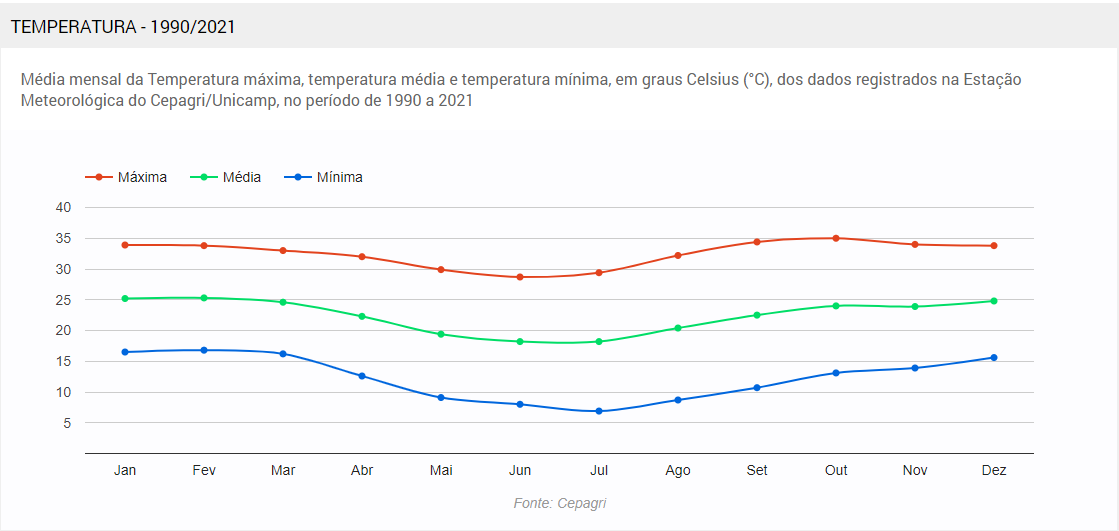 TEMPERATURA - 1990/2021
Média mensal da Temperatura máxima, temperatura média e temperatura mínima, em graus Celsius (°C), dos dados registrados na Estação
Meteorológica do Cepagri/Unicamp, no período de 1990 a 2021
Máxima Média Mínima
40
35
30
25
20
15
10
5
Jan Fev Mar Abr Mai Jun Jul Ago Set Out Nov Dez
Fonte: Cepagri